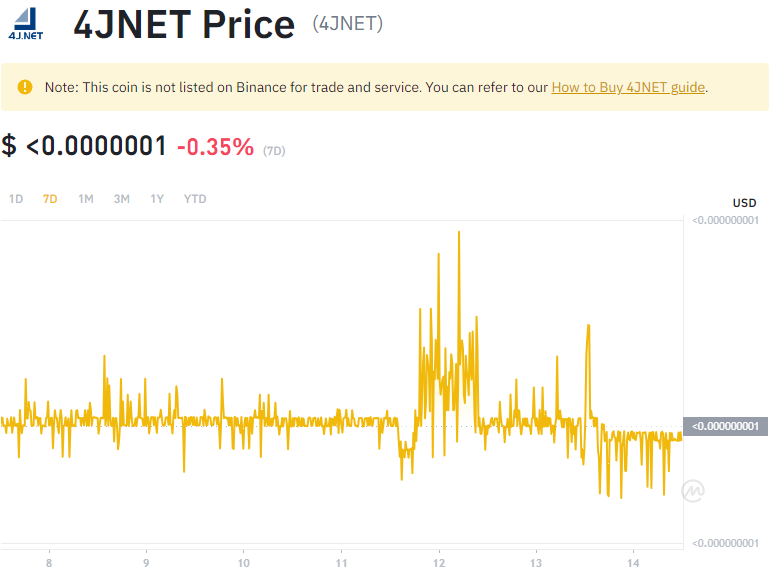 4J.NET
4JNET Price (4JNET)
Note: This coin is not listed on Binance for trade and service. You can refer to our How to Buy 4JNET guide.
$ <0.0000001 -0.35% (7D)
1D 7D 1M 3M 1Y YTD
USD
<0.000000001
<0.000000001
<0.000000001
8 9 10 11 12 13 14